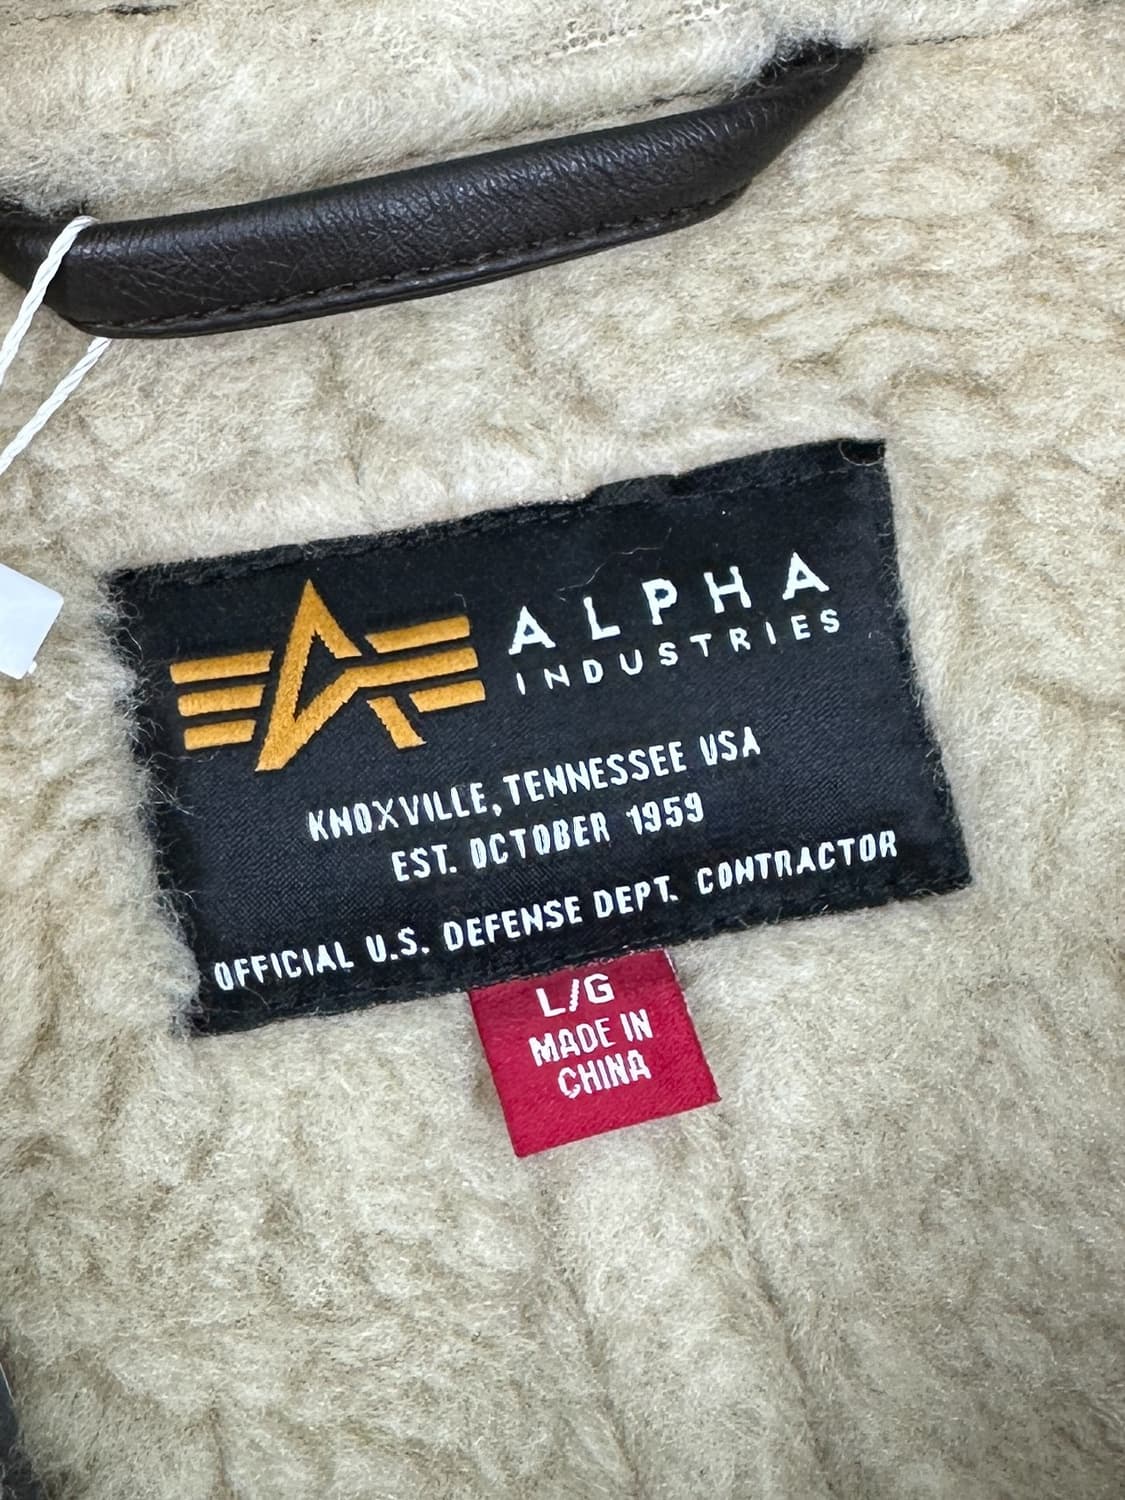 ALPHA
INDUSTRIES
KNOXVILLE, TENNESSEE USA
EST. OCTOBER 1959
OFFICIAL U.S. DEFENSE DEPT. CONTRACTOR
L/G
MADE IN
CHINA